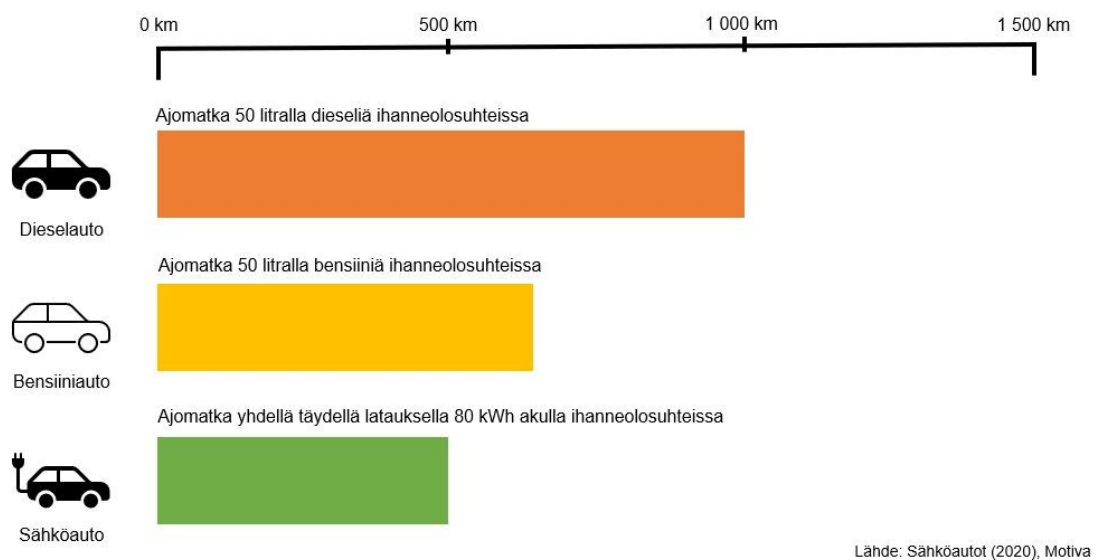 0 km
500 km
1 000 km
1 500 km
Ajomatka 50 litralla dieseliä ihanneolosuhteissa
Dieselauto
Ajomatka 50 litralla bensiiniä ihanneolosuhteissa
Bensiiniauto
Ajomatka yhdellä täydellä latauksella 80 kWh akulla ihanneolosuhteissa
Sähköauto
Lähde: Sähköautot (2020), Motiva